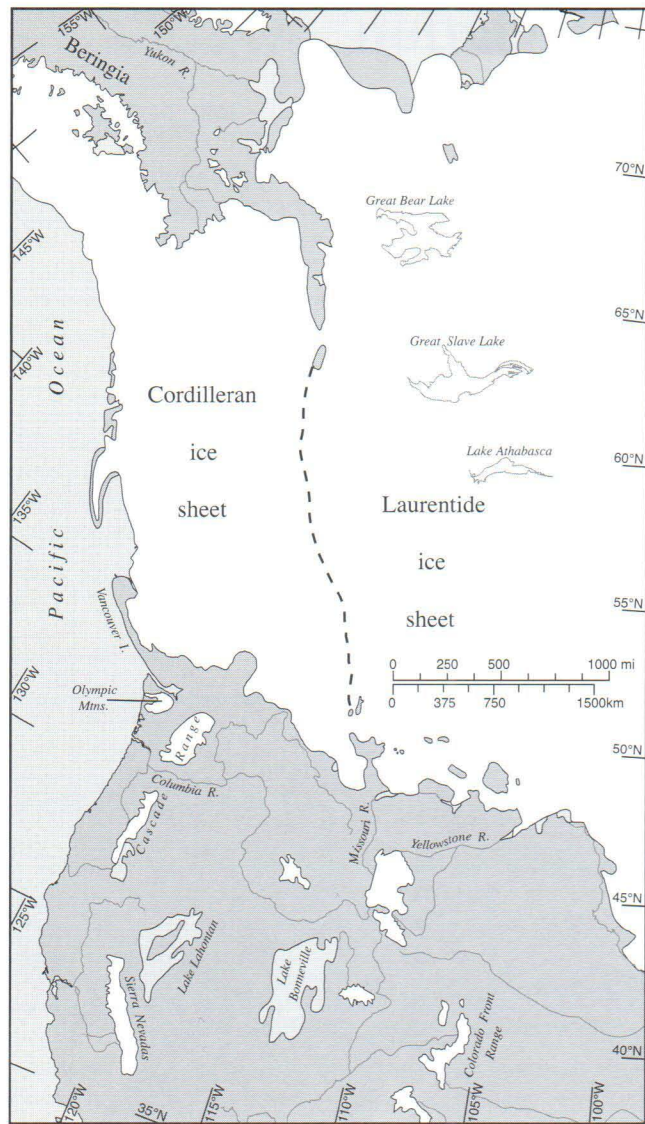 155°W
150°W
Beringia
Yukon R.
70°N
Great Bear Lake
145°W
65°N
Great Slave Lake
140°W
Pacific Ocean
Cordilleran
ice
sheet
Lake Athabasca
60°N
135°W
Laurentide
ice
sheet
55°N
Vancouver I.
0 250 500 1000 mi
0 375 750 1500km
130°W
Olympic
Mtns.
50°N
Cascade Range
Columbia R.
Missouri R.
Yellowstone R.
45°N
125°W
Lake Lahontan
Lake
Bonneville
Sierra Nevadas
Colorado Front
Range
40°N
120°W
35°N
115°W
110°W
105°W
100°W